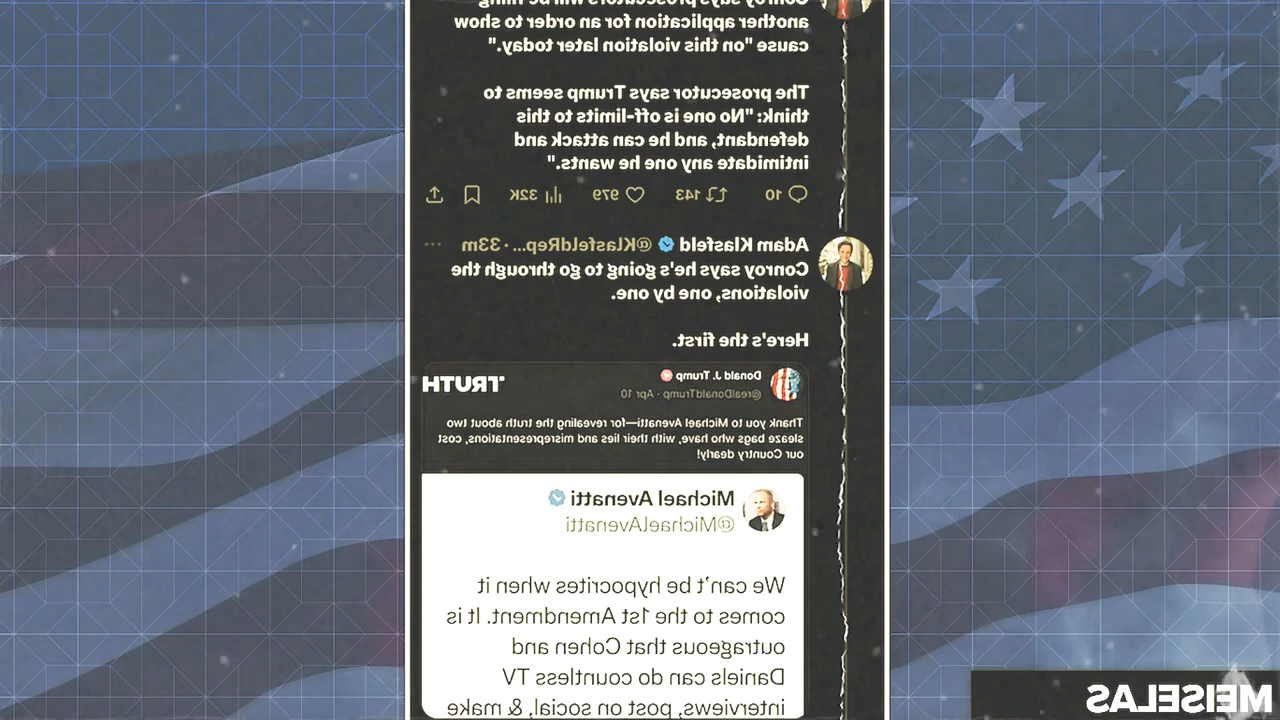 Conroy says prosecutors will be filing
another application for an order to show
cause "on this violation later today."
The prosecutor says Trump seems to
think: "No one is off-limits to this
defendant, and he can attack and
intimidate any one he wants."
10 143 979 32K
Adam Klasfeld @KlasfeldRep... · 33m ...
Conroy says he's going to go through the
violations, one by one.
Here's the first.
Donald J. Trump
@realDonaldTrump · Apr 10
TRUTH
Thank you to Michael Avenatti—for revealing the truth about two
sleaze bags who have, with their lies and misrepresentations, cost
our Country dearly!
Michael Avenatti
@MichaelAvenatti
We can't be hypocrites when it
comes to the 1st Amendment. It is
outrageous that Cohen and
Daniels can do countless TV
interviews, post on social, & make
MEISELAS